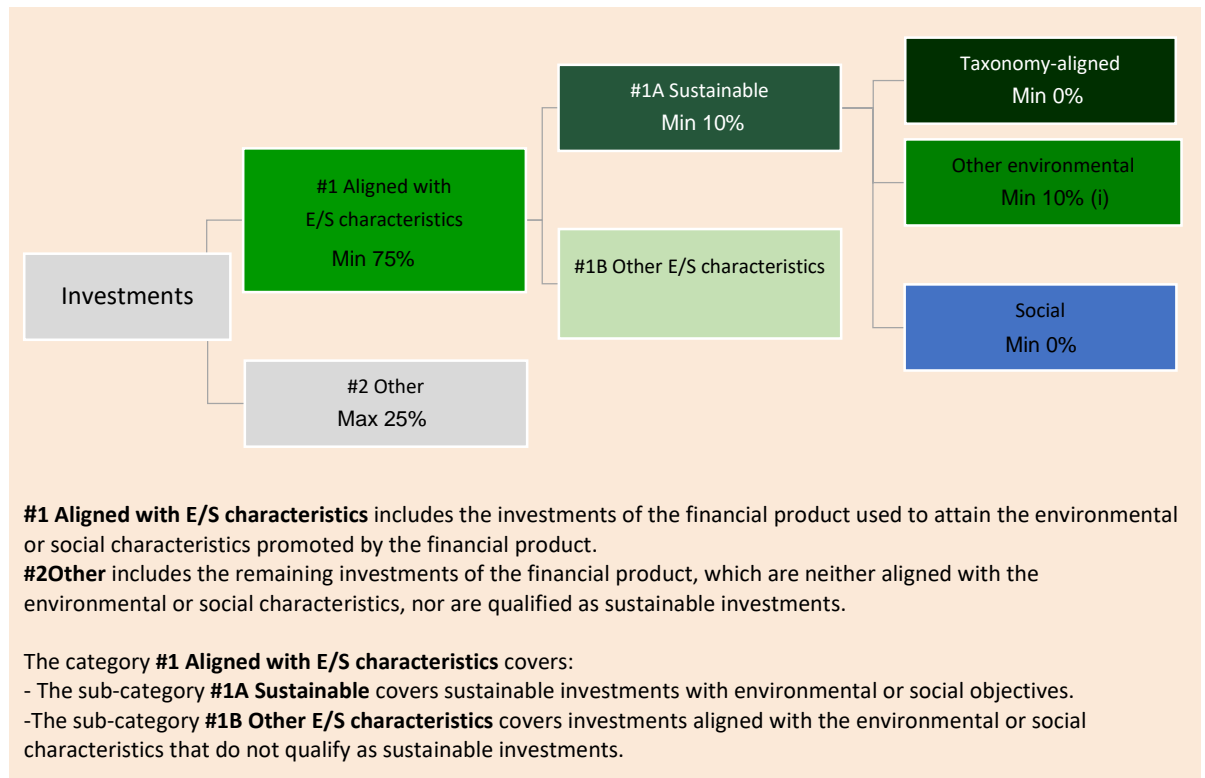 Investments
#1 Aligned with
E/S characteristics
Min 75%
#2 Other
Max 25%
#1A Sustainable
Min 10%
#1B Other E/S characteristics
Taxonomy-aligned
Min 0%
Other environmental
Min 10% (i)
Social
Min 0%
#1 Aligned with E/S characteristics includes the investments of the financial product used to attain the environmental
or social characteristics promoted by the financial product.
#2Other includes the remaining investments of the financial product, which are neither aligned with the
environmental or social characteristics, nor are qualified as sustainable investments.
The category #1 Aligned with E/S characteristics covers:
- The sub-category #1A Sustainable covers sustainable investments with environmental or social objectives.
-The sub-category #1B Other E/S characteristics covers investments aligned with the environmental or social
characteristics that do not qualify as sustainable investments.